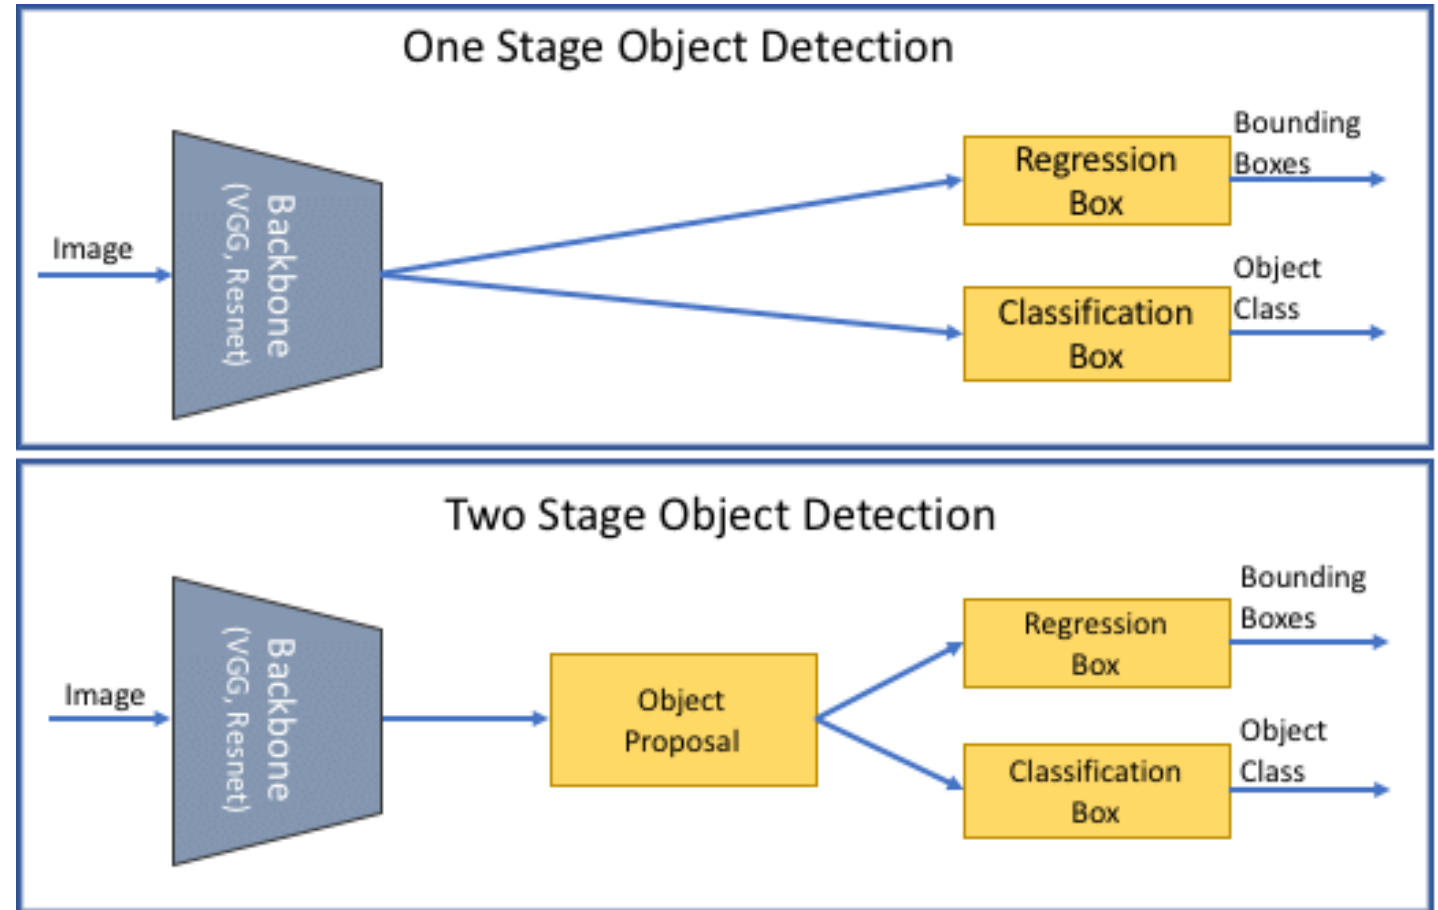 One Stage Object Detection
Image
Backbone
(VGG, Resnet)
Regression
Box
Bounding
Boxes
Classification
Box
Object
Class
Two Stage Object Detection
Image
Backbone
(VGG, Resnet)
Object
Proposal
Regression
Box
Bounding
Boxes
Classification
Box
Object
Class